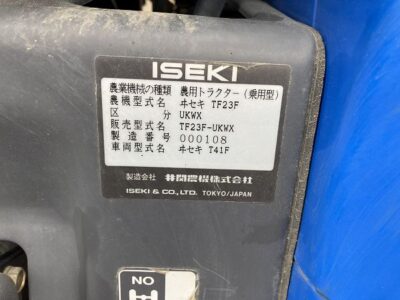 ISEKI
農業機械の種類 農用トラクター(乗用型)
農機型式名 ヰセキ TF23F
区分 UKWX
販売型式名 TF23F-UKWX
製造番号 000108
車両型式名 ヰセキ T41F
製造会社 井関農機株式会社
ISEKI & CO., LTD. TOKYO/JAPAN
NO